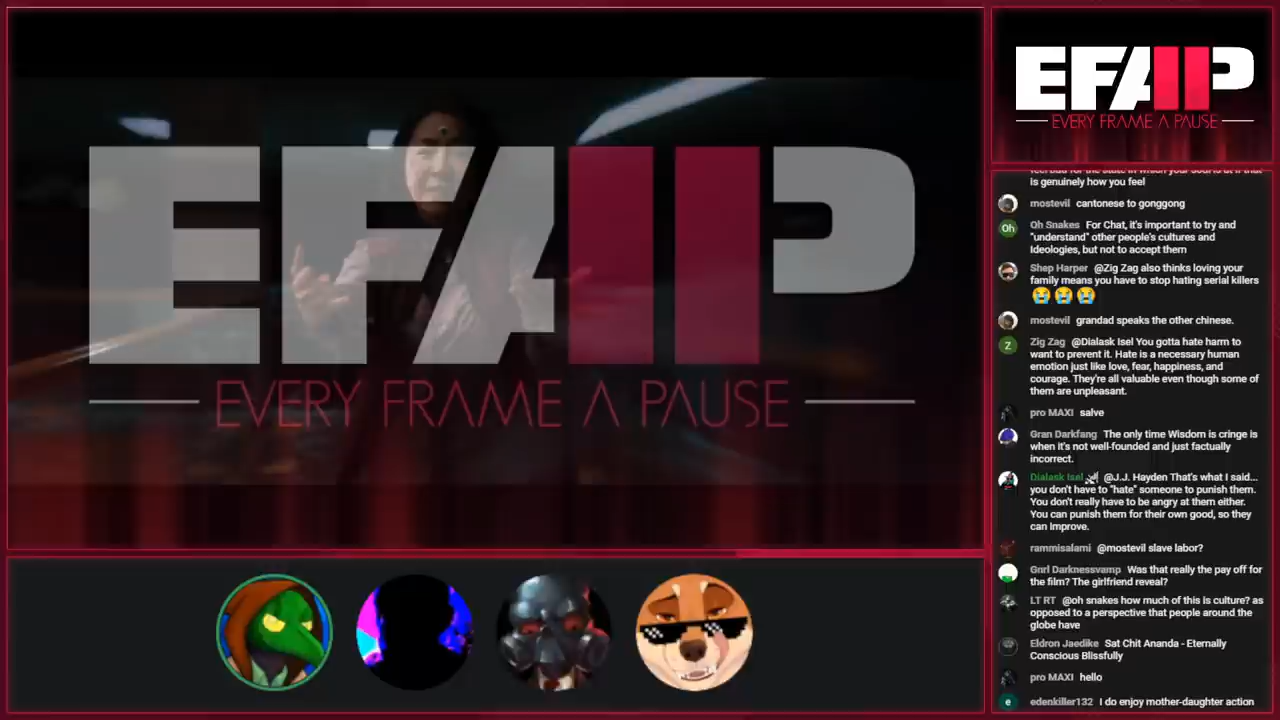 EFAP
EVERY FRAME A PAUSE
EFAP
EVERY FRAME A PAUSE
is genuinely how you feel
mostevil cantonese to gonggong
Oh
Oh Snakes For Chat, it's important to try and
"understand" other people's cultures and
Ideologies, but not to accept them
Shep Harper @Zig Zag also thinks loving your
family means you have to stop hating serial killers
😭😭😭
mostevil grandad speaks the other chinese.
Z
Zig Zag @Dialask Isel You gotta hate harm to
want to prevent it. Hate is a necessary human
emotion just like love, fear, happiness, and
courage. They're all valuable even though some of
them are unpleasant.
pro MAXI salve
Gran Darkfang The only time Wisdom is cringe is
when it's not well-founded and just factually
incorrect.
Dialask Isel @J.J. Hayden That's what I said...
you don't have to "hate" someone to punish them.
You don't really have to be angry at them either.
You can punish them for their own good, so they
can improve.
rammisalami @mostevil slave labor?
Gnrl Darknessvamp Was that really the pay off for
the film? The girlfriend reveal?
LT RT @oh snakes how much of this is culture? as
opposed to a perspective that people around the
globe have
Eldron Jaedike Sat Chit Ananda - Eternally
Conscious Blissfully
pro MAXI hello
e
edenkiller132 I do enjoy mother-daughter action